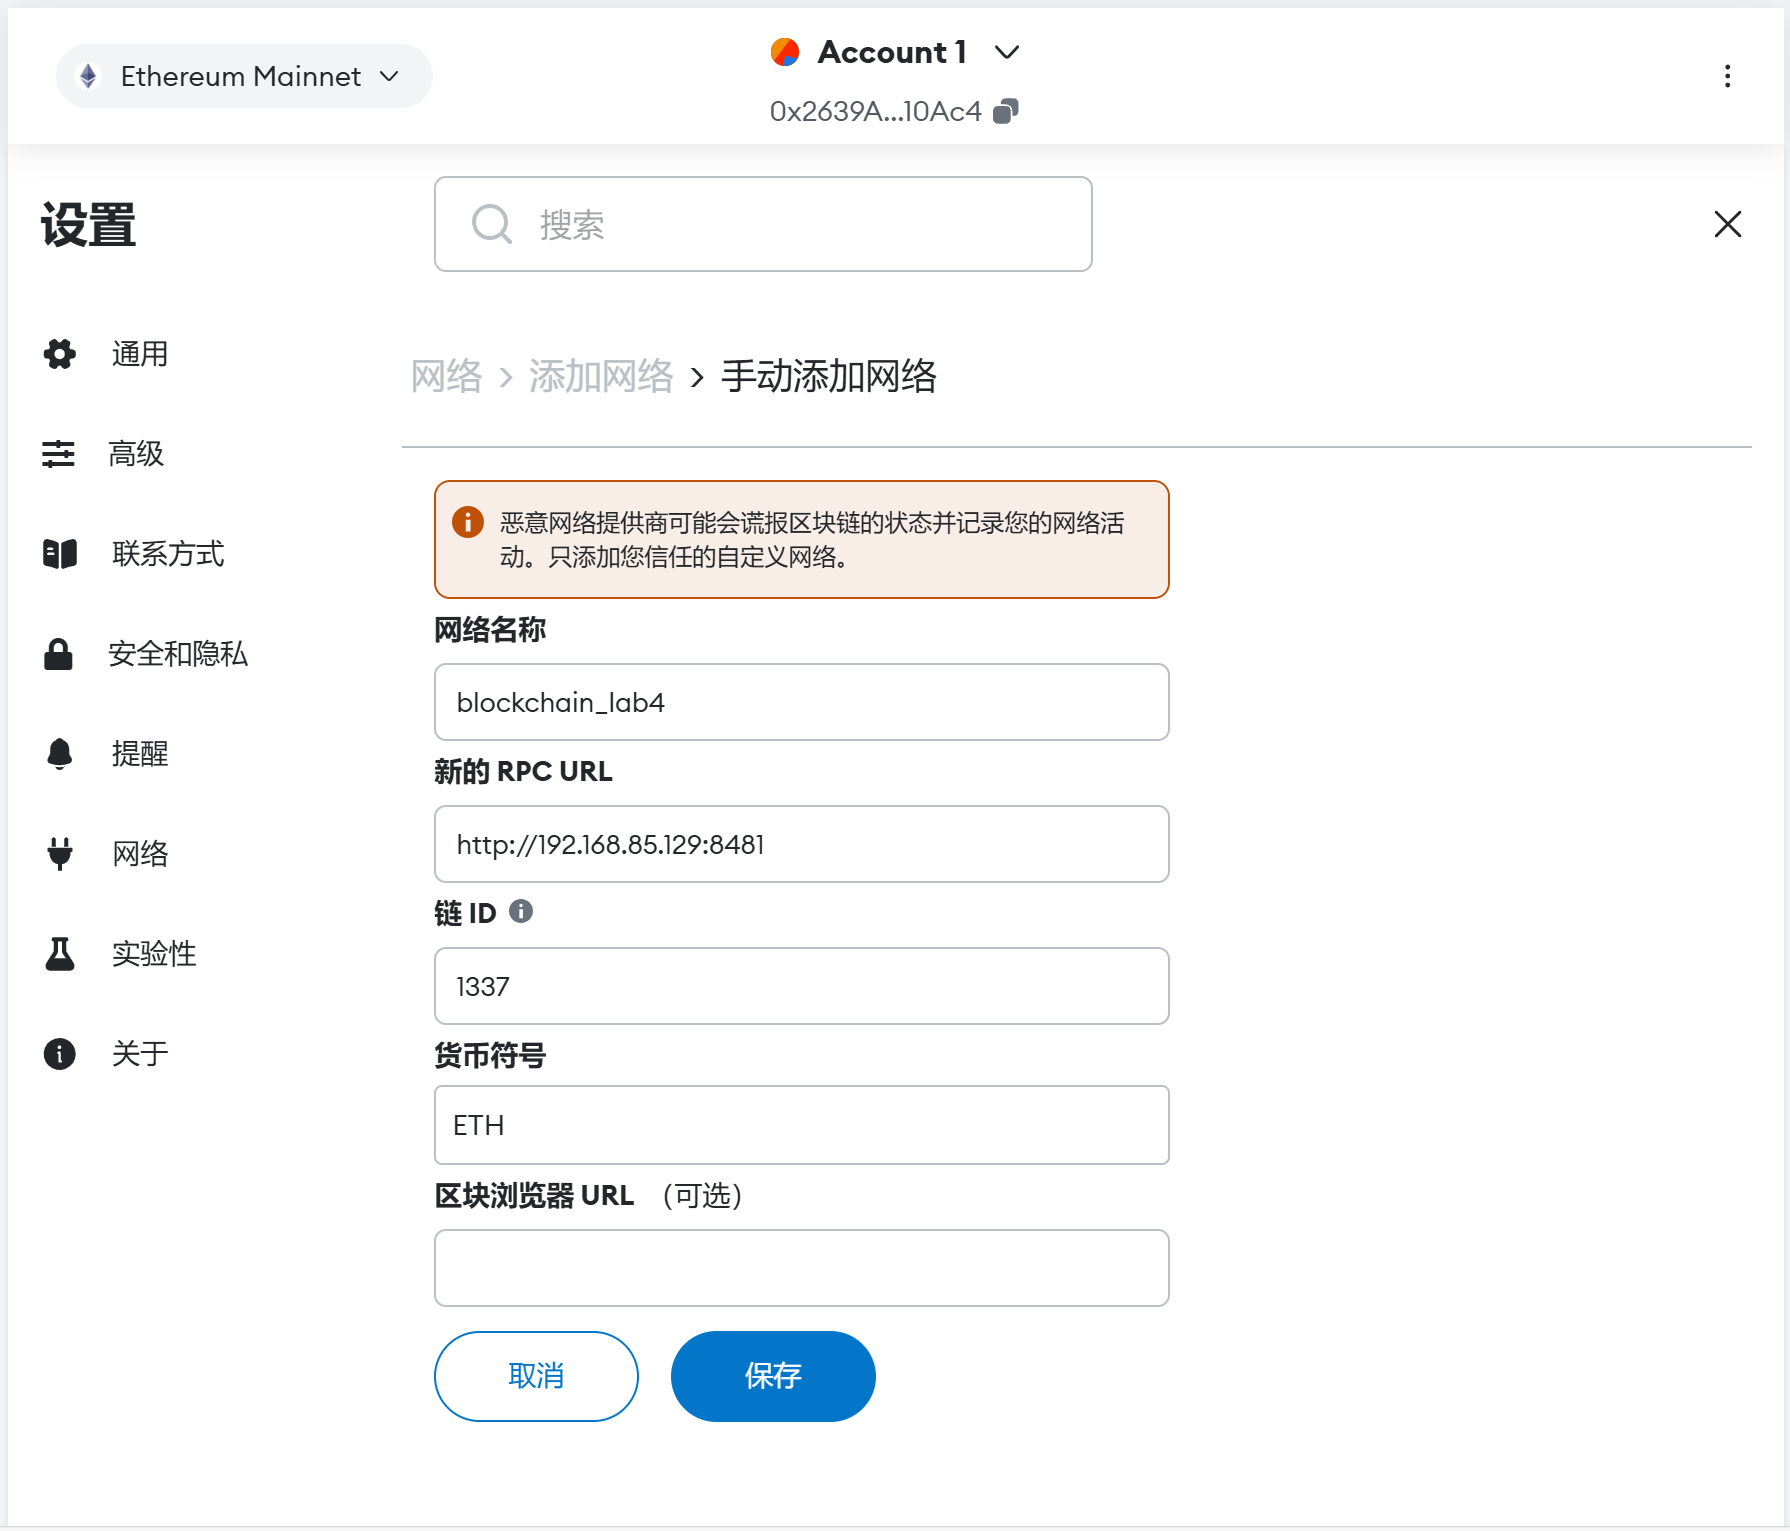 Ethereum Mainnet
Account 1
0x2639A...10Ac4
设置
搜索
通用
高级
联系方式
安全和隐私
提醒
网络
实验性
关于
网络 > 添加网络 > 手动添加网络
恶意网络提供商可能会谎报区块链的状态并记录您的网络活
动。只添加您信任的自定义网络。
网络名称
blockchain_lab4
新的 RPC URL
http://192.168.85.129:8481
链 ID
1337
货币符号
ETH
区块浏览器 URL （可选）
取消
保存